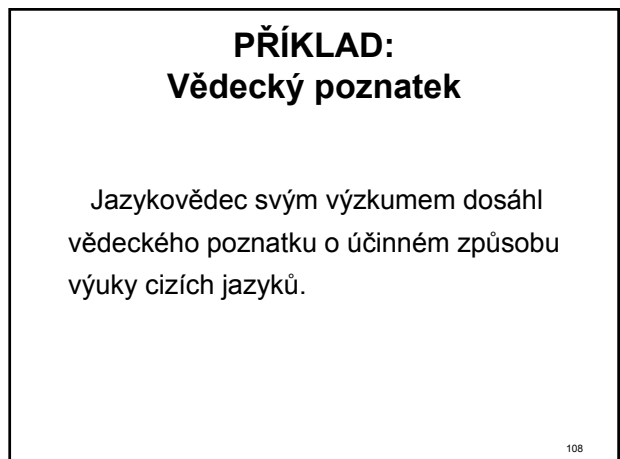 PŘÍKLAD:
Vědecký poznatek
Jazykovědec svým výzkumem dosáhl
vědeckého poznatku o účinném způsobu
výuky cizích jazyků.
108